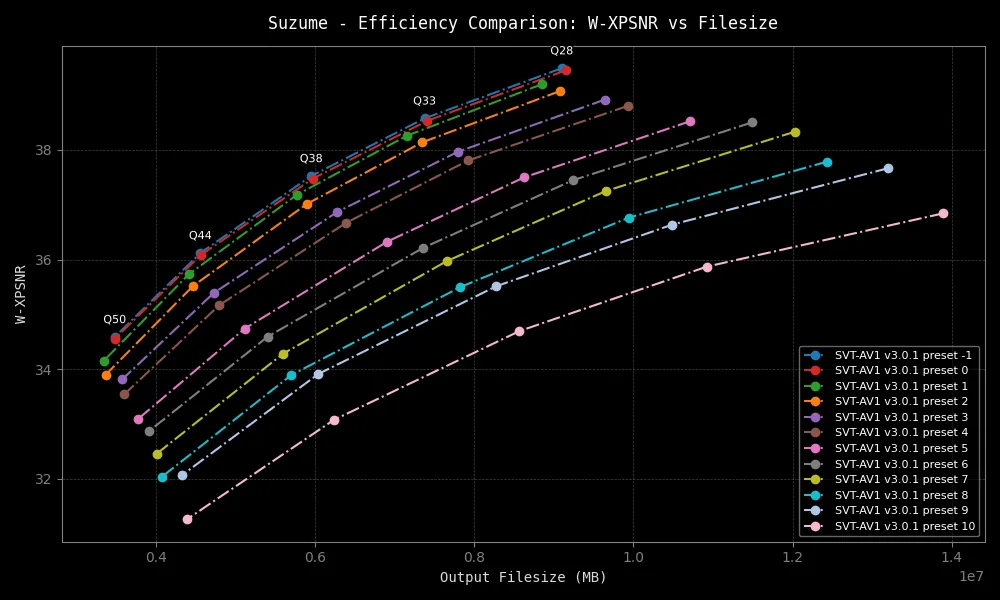 Suzume - Efficiency Comparison: W-XPSNR vs Filesize
Q28
Q33
Q38
Q44
Q50
38
36
34
32
W-XPSNR
SVT-AV1 v3.0.1 preset -1
SVT-AV1 v3.0.1 preset 0
SVT-AV1 v3.0.1 preset 1
SVT-AV1 v3.0.1 preset 2
SVT-AV1 v3.0.1 preset 3
SVT-AV1 v3.0.1 preset 4
SVT-AV1 v3.0.1 preset 5
SVT-AV1 v3.0.1 preset 6
SVT-AV1 v3.0.1 preset 7
SVT-AV1 v3.0.1 preset 8
SVT-AV1 v3.0.1 preset 9
SVT-AV1 v3.0.1 preset 10
0.4 0.6 0.8 1.0 1.2 1.4
1e7
Output Filesize (MB)